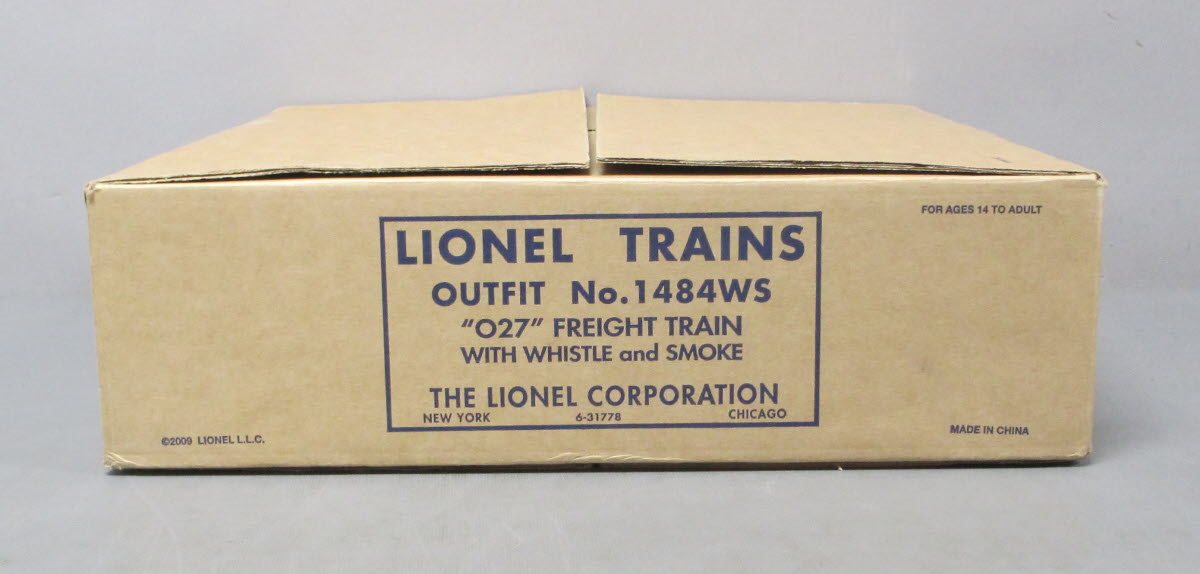 FOR AGES 14 TO ADULT
LIONEL TRAINS
OUTFIT No.1484WS
"O27" FREIGHT TRAIN
WITH WHISTLE and SMOKE
THE LIONEL CORPORATION
NEW YORK 6-31778 CHICAGO
©2009 LIONEL L.L.C.
MADE IN CHINA